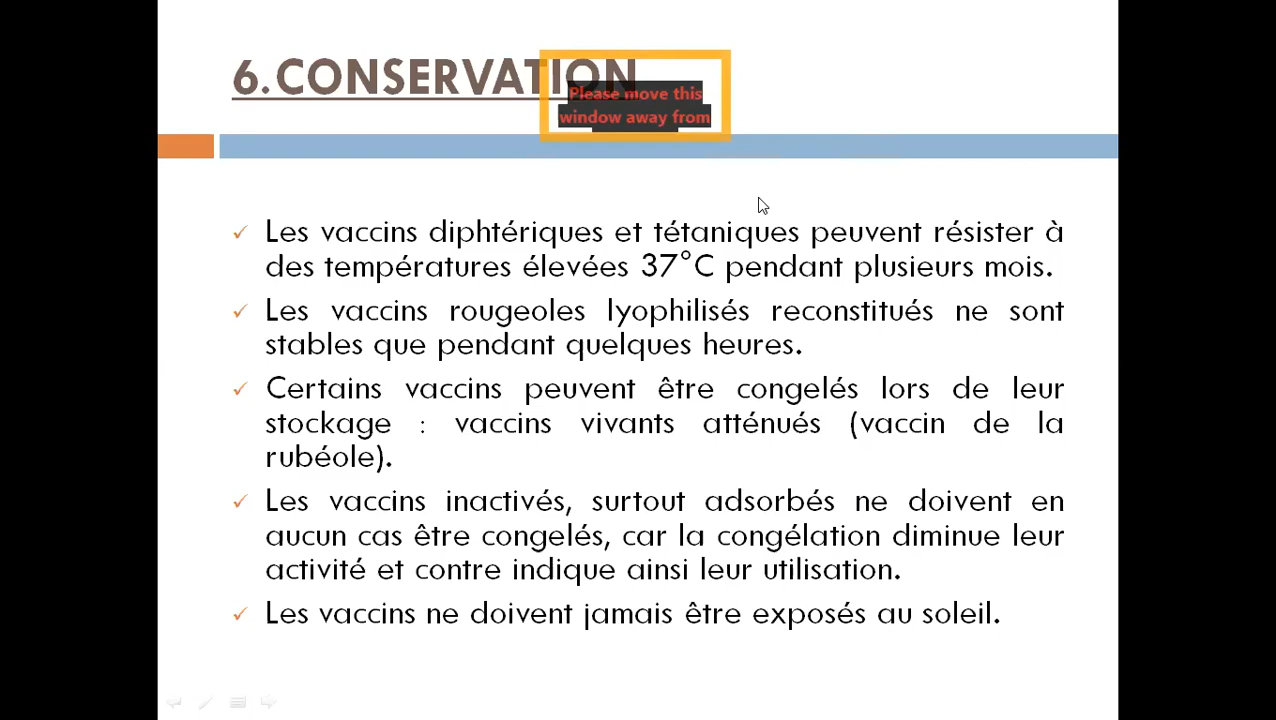 6.CONSERVATION
Please move this
window away from
Les vaccins diphtériques et tétaniques peuvent résister à
des températures élevées 37°C pendant plusieurs mois.
Les vaccins rougeoles lyophilisés reconstitués ne sont
stables que pendant quelques heures.
Certains vaccins peuvent être congelés lors de leur
stockage : vaccins vivants atténués (vaccin de la
rubéole).
Les vaccins inactivés, surtout adsorbés ne doivent en
aucun cas être congelés, car la congélation diminue leur
activité et contre indique ainsi leur utilisation.
Les vaccins ne doivent jamais être exposés au soleil.